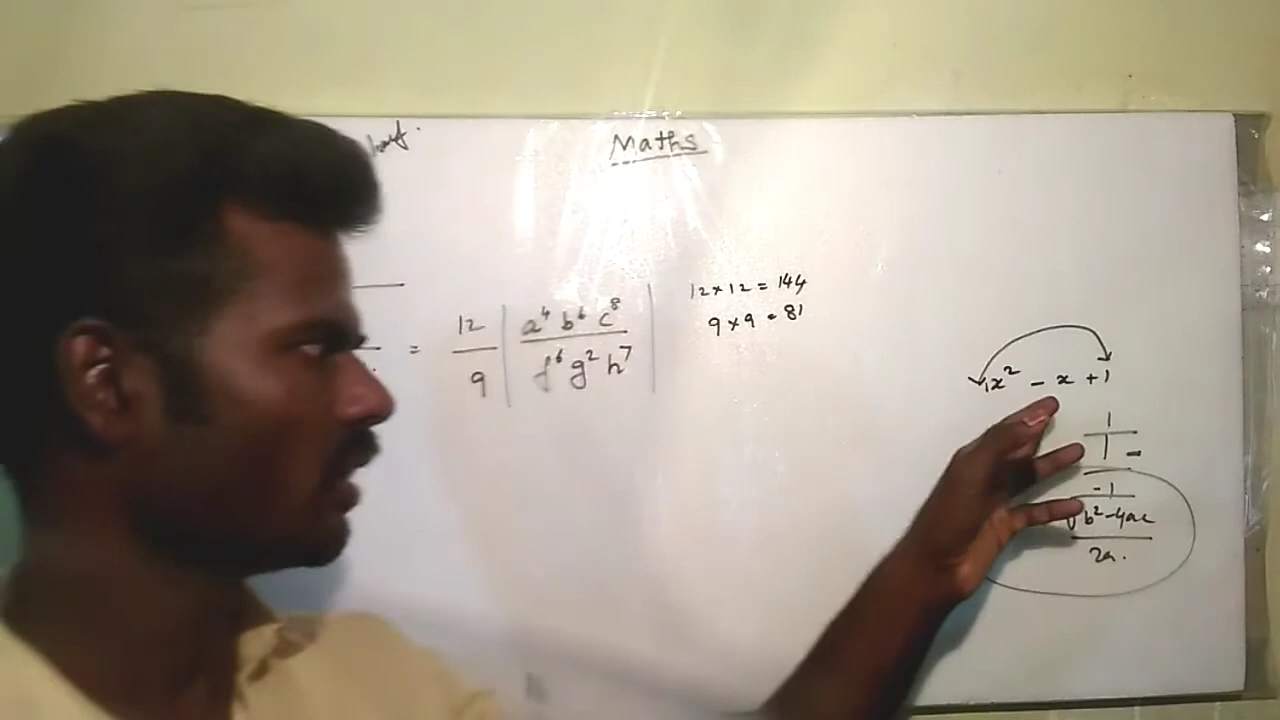 Maths
= 12/9 | a⁴ b⁶ c⁸ / f⁶ g² h⁷ |
12 × 12 = 144
9 × 9 = 81
1x² - x + 1
1
1
-1
√b²-4ac
2a.